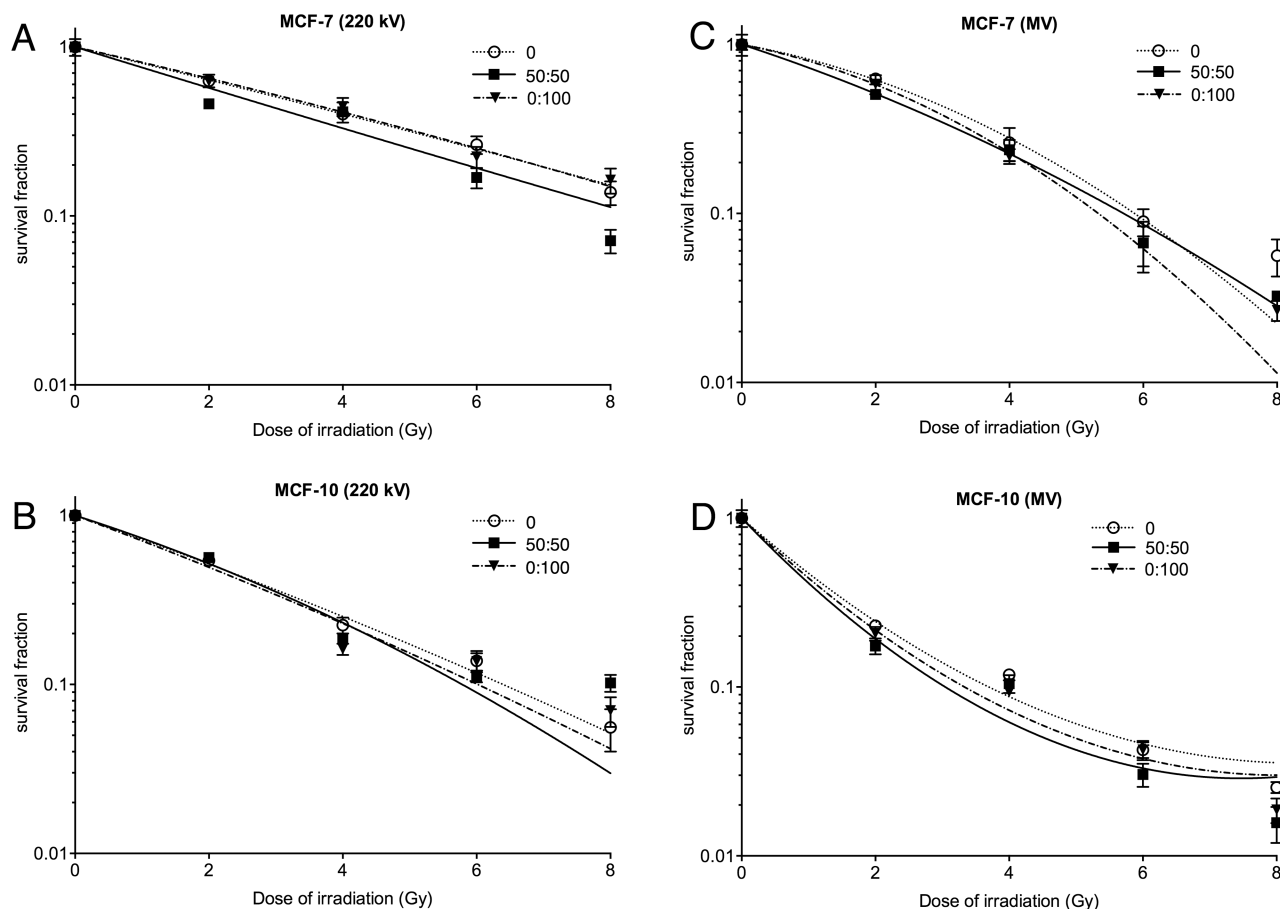 A
MCF-7 (220 kV)
0
50:50
0:100
survival fraction
1
0.1
0.01
0 2 4 6 8
Dose of irradiation (Gy)
C
MCF-7 (MV)
0
50:50
0:100
survival fraction
1
0.1
0.01
0 2 4 6 8
Dose of irradiation (Gy)
B
MCF-10 (220 kV)
0
50:50
0:100
survival fraction
1
0.1
0.01
0 2 4 6 8
Dose of irradiation (Gy)
D
MCF-10 (MV)
0
50:50
0:100
survival fraction
1
0.1
0.01
0 2 4 6 8
Dose of irradiation (Gy)